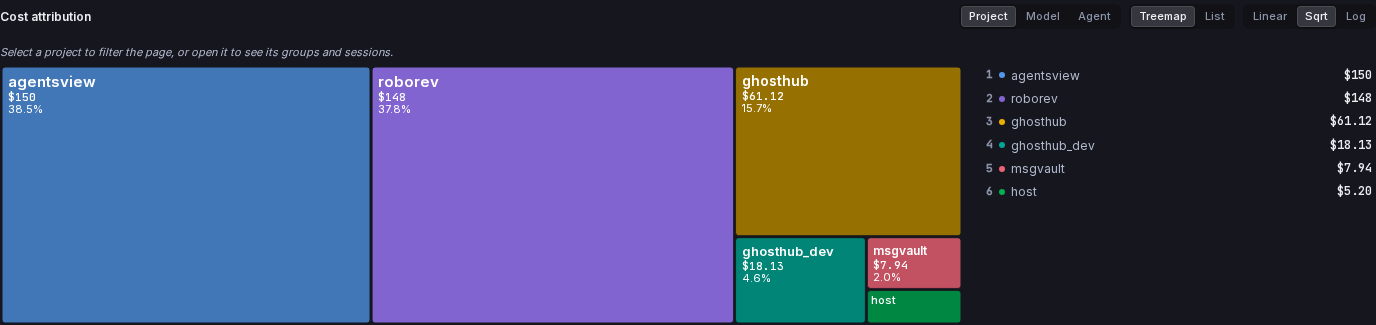 Cost attribution
Project Model Agent Treemap List Linear Sqrt Log
Select a project to filter the page, or open it to see its groups and sessions.
agentsview
$150
38.5%
roborev
$148
37.8%
ghosthub
$61.12
15.7%
ghosthub_dev
$18.13
4.6%
msgvault
$7.94
2.0%
host
1 agentsview $150
2 roborev $148
3 ghosthub $61.12
4 ghosthub_dev $18.13
5 msgvault $7.94
6 host $5.20